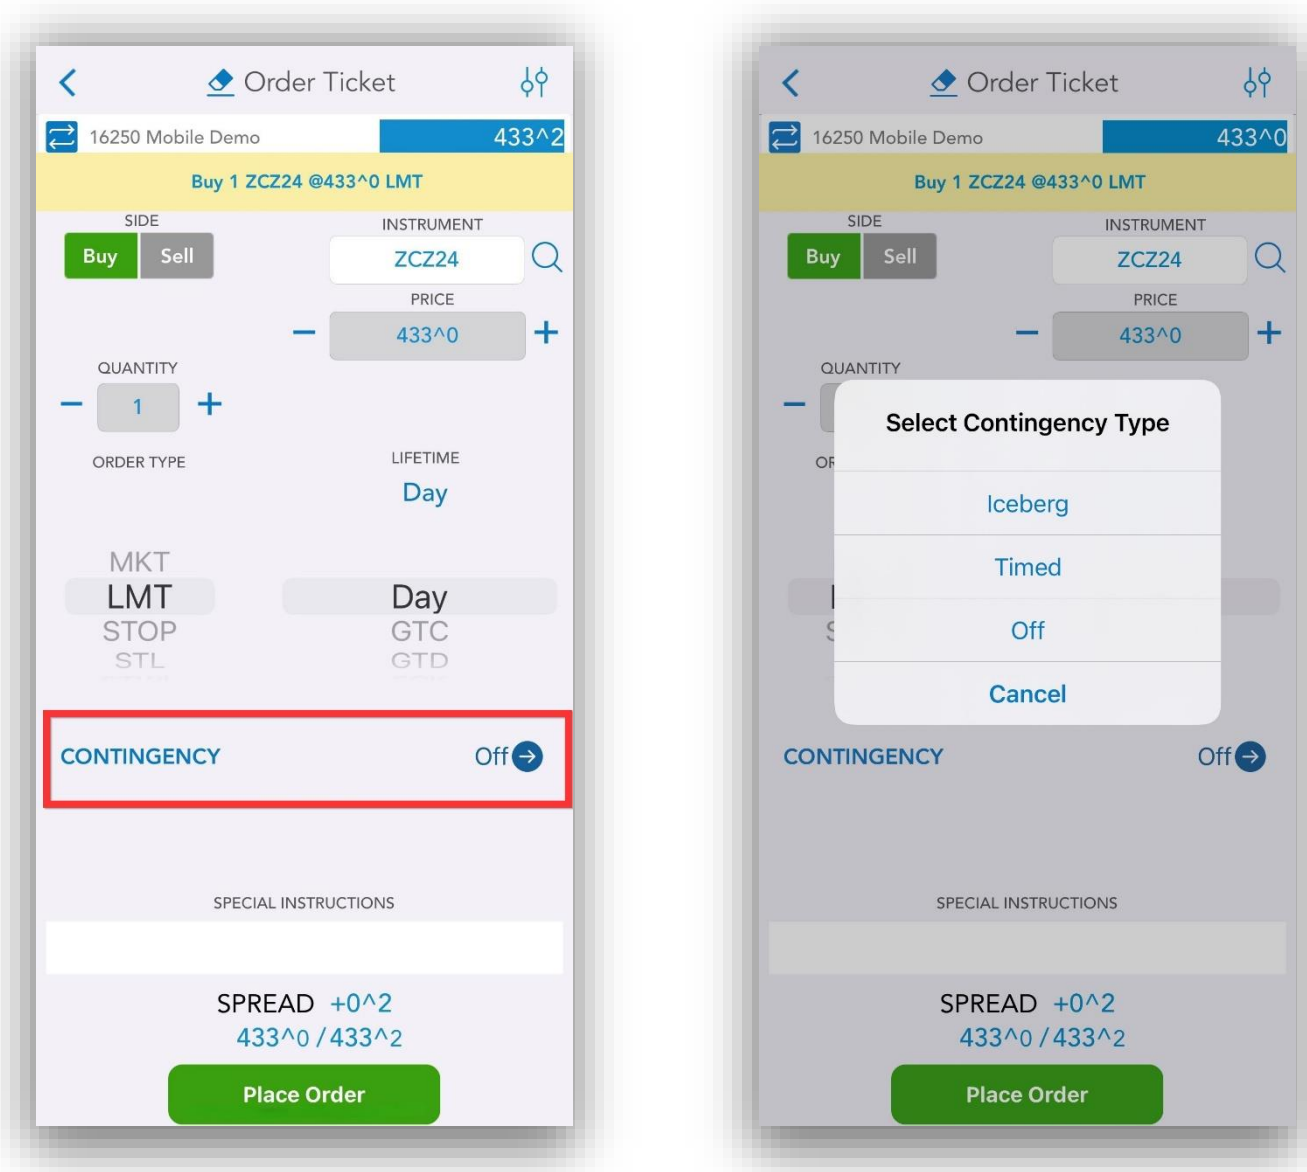 Order Ticket
16250 Mobile Demo 433^2
Buy 1 ZCZ24 @433^0 LMT
SIDE INSTRUMENT
Buy Sell ZCZ24
PRICE
− 433^0 +
QUANTITY
− 1 +
ORDER TYPE LIFETIME
Day
MKT
LMT Day
STOP GTC
STL GTD
CONTINGENCY Off
SPECIAL INSTRUCTIONS
SPREAD +0^2
433^0 / 433^2
Place Order
Order Ticket
16250 Mobile Demo 433^0
Buy 1 ZCZ24 @433^0 LMT
SIDE INSTRUMENT
Buy Sell ZCZ24
PRICE
− 433^0 +
QUANTITY
−
Select Contingency Type
Iceberg
Timed
Off
Cancel
CONTINGENCY Off
SPECIAL INSTRUCTIONS
SPREAD +0^2
433^0 / 433^2
Place Order